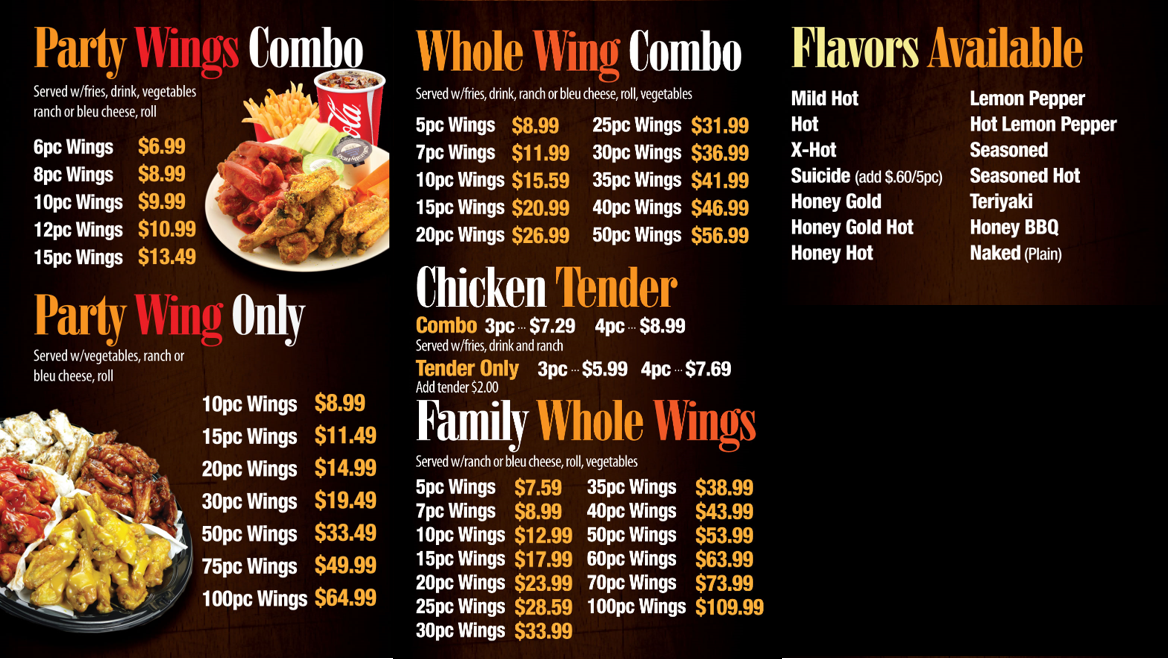 Party Wings Combo
Served w/fries, drink, vegetables
ranch or bleu cheese, roll
6pc Wings $6.99
8pc Wings $8.99
10pc Wings $9.99
12pc Wings $10.99
15pc Wings $13.49
Party Wing Only
Served w/vegetables, ranch or
bleu cheese, roll
10pc Wings $8.99
15pc Wings $11.49
20pc Wings $14.99
30pc Wings $19.49
50pc Wings $33.49
75pc Wings $49.99
100pc Wings $64.99
Whole Wing Combo
Served w/fries, drink, ranch or bleu cheese, roll, vegetables
5pc Wings $8.99 25pc Wings $31.99
7pc Wings $11.99 30pc Wings $36.99
10pc Wings $15.59 35pc Wings $41.99
15pc Wings $20.99 40pc Wings $46.99
20pc Wings $26.99 50pc Wings $56.99
Chicken Tender
Combo 3pc ... $7.29 4pc ... $8.99
Served w/fries, drink and ranch
Tender Only 3pc ... $5.99 4pc ... $7.69
Add tender $2.00
Family Whole Wings
Served w/ranch or bleu cheese, roll, vegetables
5pc Wings $7.59 35pc Wings $38.99
7pc Wings $8.99 40pc Wings $43.99
10pc Wings $12.99 50pc Wings $53.99
15pc Wings $17.99 60pc Wings $63.99
20pc Wings $23.99 70pc Wings $73.99
25pc Wings $28.59 100pc Wings $109.99
30pc Wings $33.99
Flavors Available
Mild Hot Lemon Pepper
Hot Hot Lemon Pepper
X-Hot Seasoned
Suicide (add $.60/5pc) Seasoned Hot
Honey Gold Teriyaki
Honey Gold Hot Honey BBQ
Honey Hot Naked (Plain)